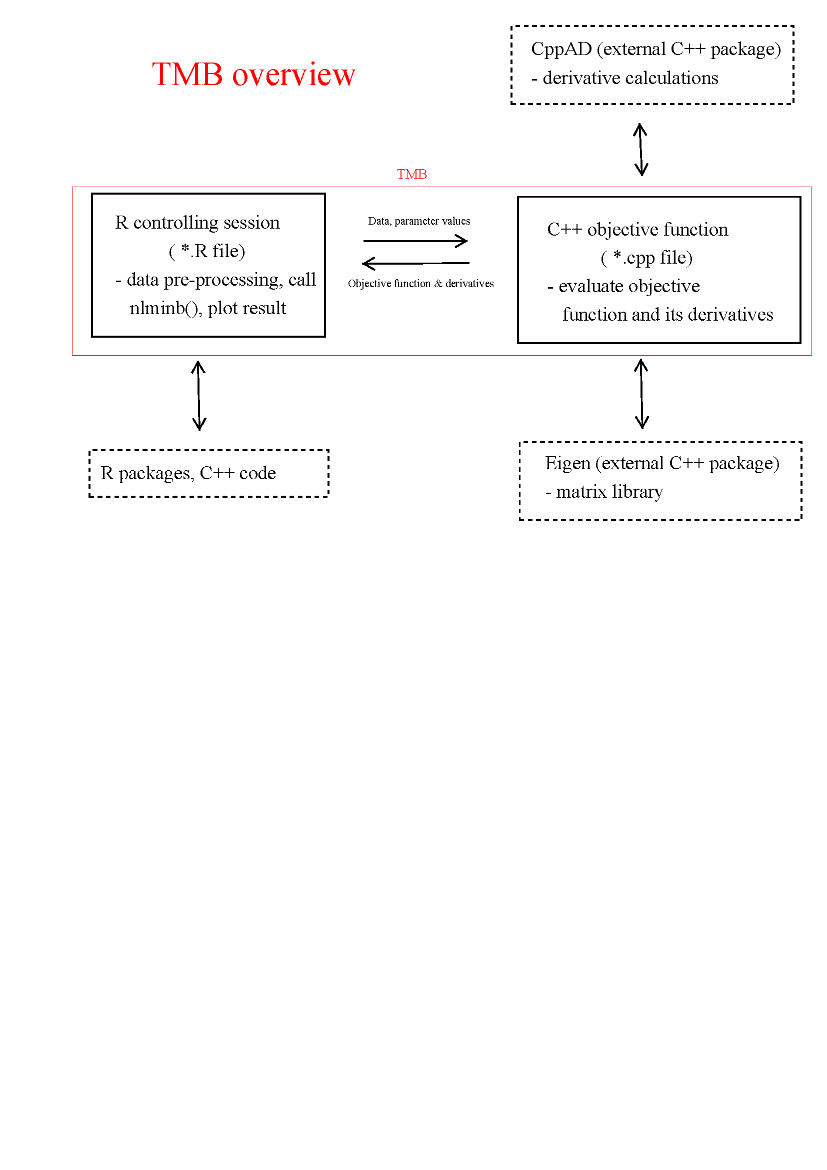 TMB overview
CppAD (external C++ package)
- derivative calculations
TMB
R controlling session
( *.R file)
- data pre-processing, call
nlminb(), plot result
Data, parameter values
Objective function & derivatives
C++ objective function
( *.cpp file)
- evaluate objective
function and its derivatives
R packages, C++ code
Eigen (external C++ package)
- matrix library